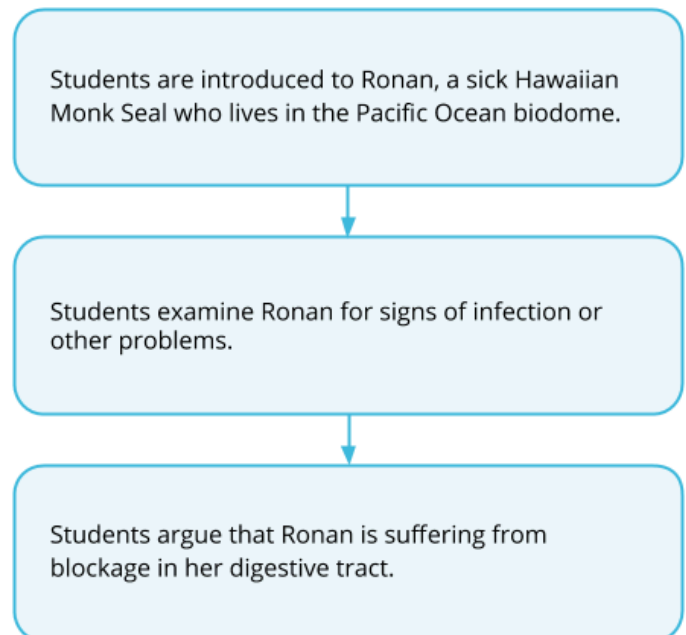 Students are introduced to Ronan, a sick Hawaiian
Monk Seal who lives in the Pacific Ocean biodome.
Students examine Ronan for signs of infection or
other problems.
Students argue that Ronan is suffering from
blockage in her digestive tract.